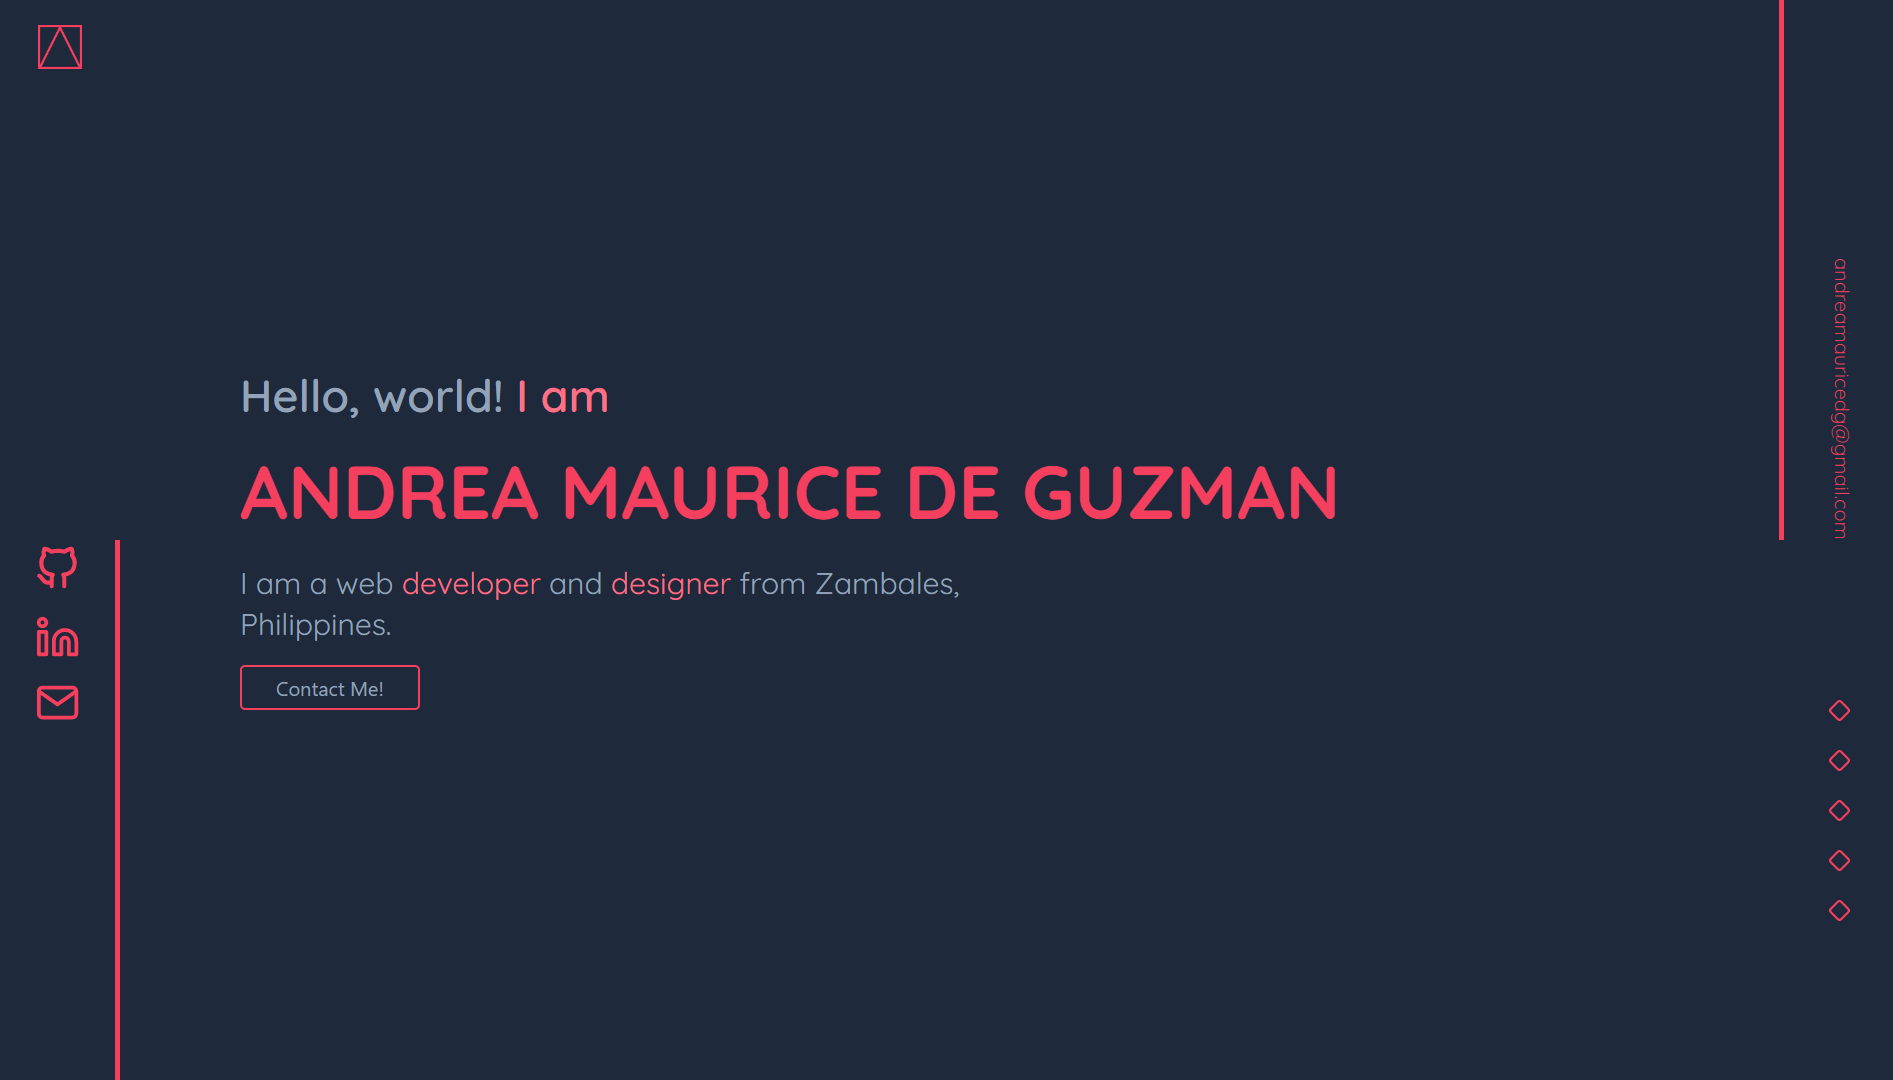 Hello, world! I am
ANDREA MAURICE DE GUZMAN
I am a web developer and designer from Zambales,
Philippines.
Contact Me!
andreamauricedg@gmail.com